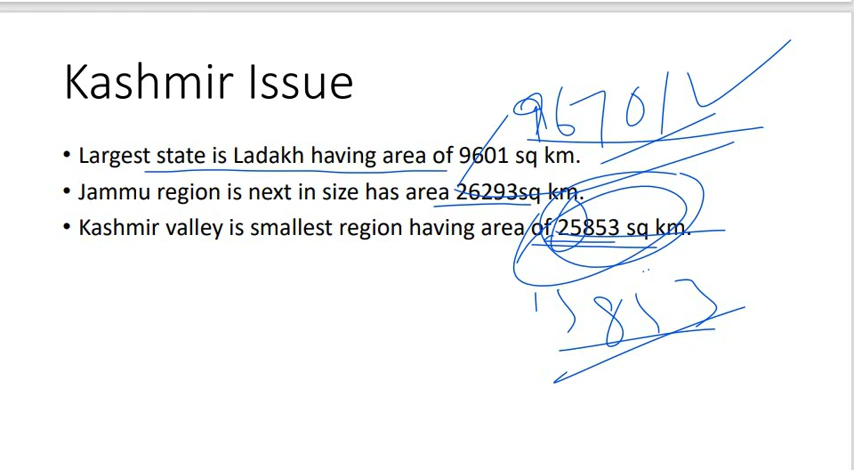 Kashmir Issue
96701
• Largest state is Ladakh having area of 9601 sq km.
• Jammu region is next in size has area 26293sq km.
• Kashmir valley is smallest region having area of 25853 sq km.
15853